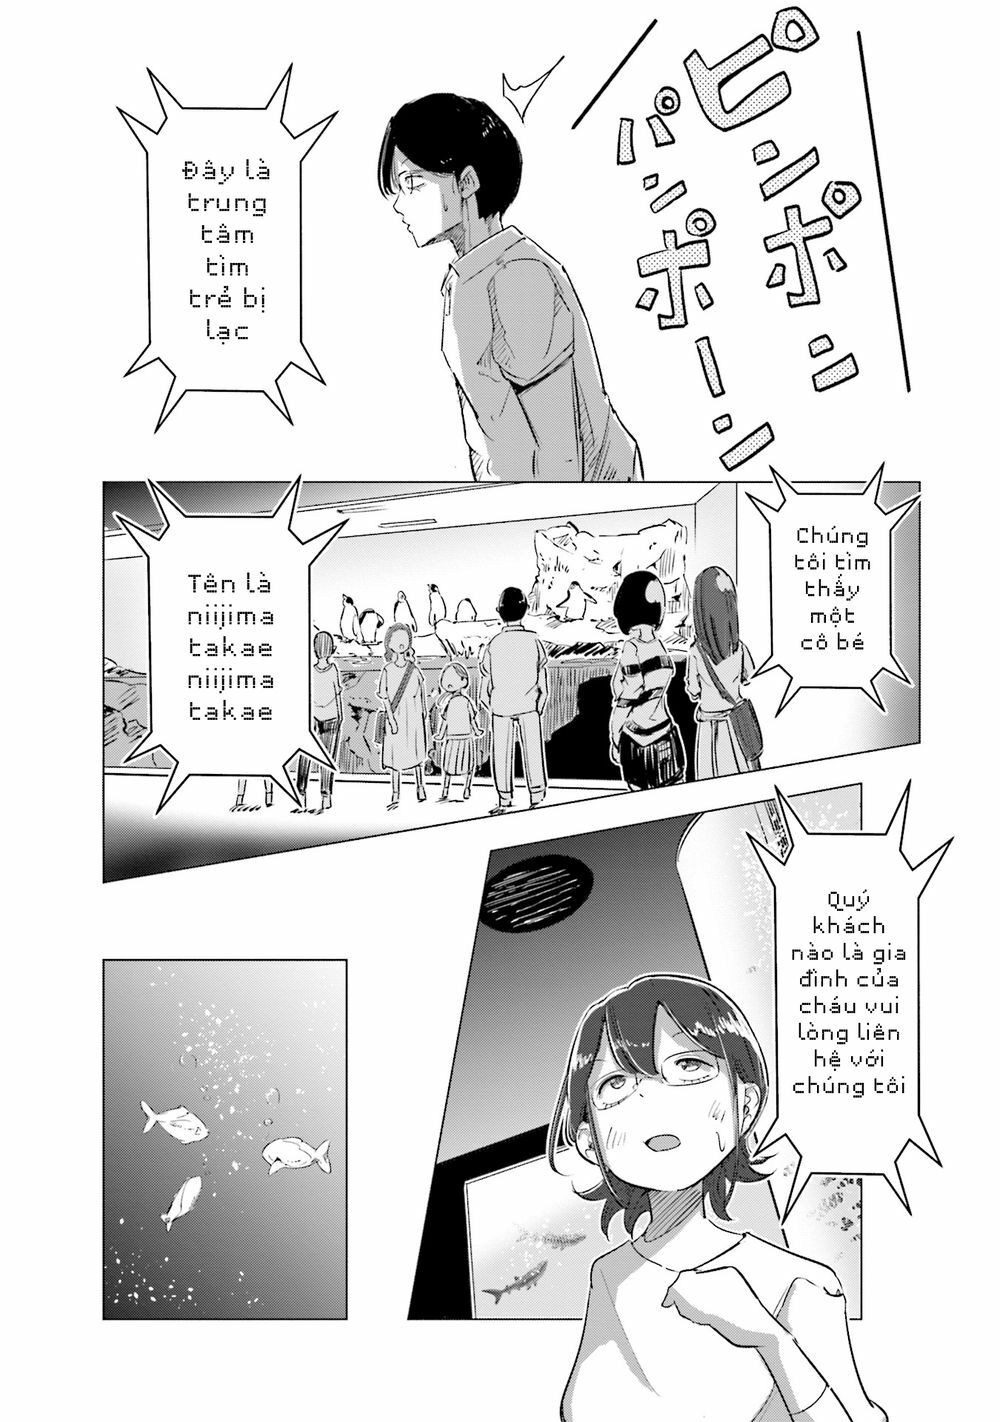 ピンポン
パンポーン
Đây là
trung
tâm
tìm
trẻ bị
lạc
Chúng
tôi tìm
thấy
một
cô bé
Tên là
niijima
takae
niijima
takae
Quý
khách
nào là gia
đình của
cháu vui
lòng liên
hệ với
chúng tôi